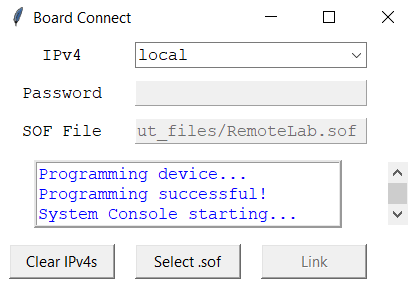 Board Connect
IPv4 local
Password
SOF File ut_files/RemoteLab.sof
Programming device...
Programming successful!
System Console starting...
Clear IPv4s Select .sof Link